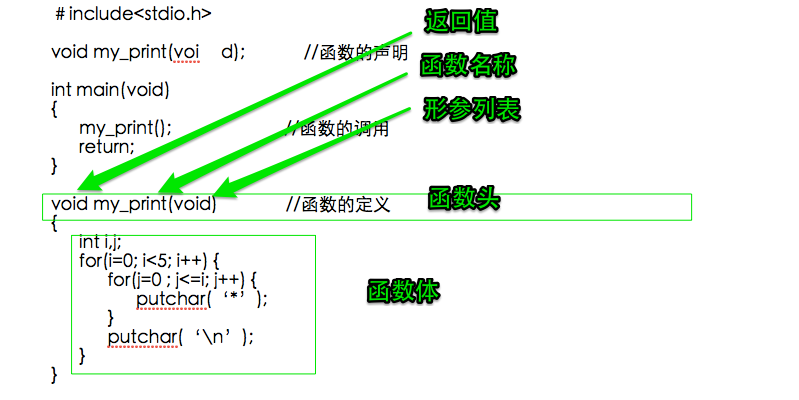 ＃include<stdio.h>
返回值
void my_print(voi d); //函数的声明
函数名称
int main(void)
{
形参列表
my_print(); //函数的调用
return;
}
void my_print(void) //函数的定义
函数头
{
int i,j;
for(i=0; i<5; i++) {
for(j=0 ; j<=i; j++) {
putchar(‘*’);
函数体
}
putchar(‘\n’);
}
}